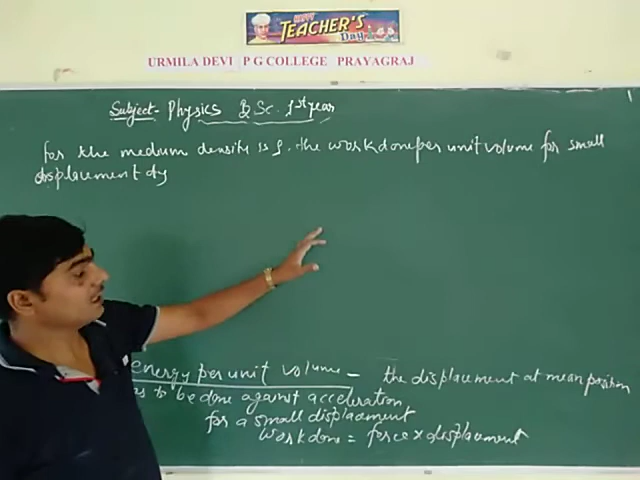 HAPPY
TEACHER'S
Day
URMILA DEVI P G COLLEGE PRAYAGRAJ
Subject - Physics B.Sc. 1st year
for the medium density is ρ. the work done per unit volume for small
displacement dy
energy per unit volume - the displacement at mean position
as to be done against acceleration
for a small displacement
work done = force × displacement